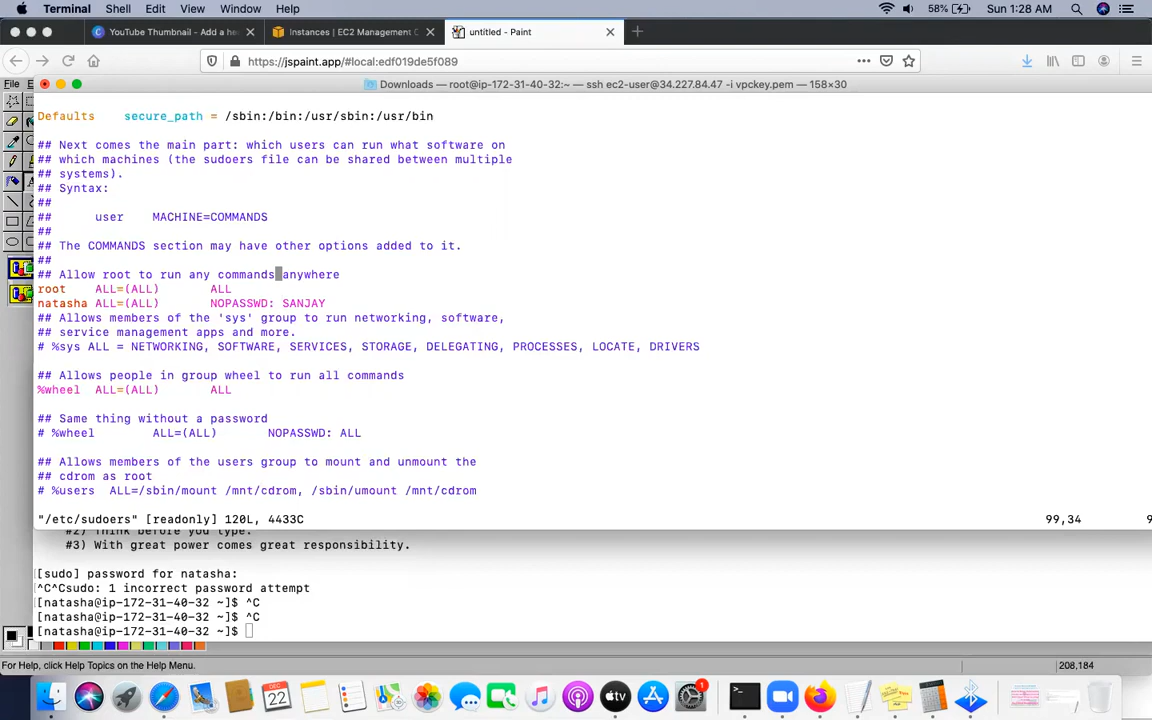 Terminal Shell Edit View Window Help 58% Sun 1:28 AM
YouTube Thumbnail - Add a he Instances | EC2 Management C untitled - Paint
https://jspaint.app/#local:edf019de5f089
File
Downloads — root@ip-172-31-40-32:~ — ssh ec2-user@34.227.84.47 -i vpckey.pem — 158×30
Defaults    secure_path = /sbin:/bin:/usr/sbin:/usr/bin
## Next comes the main part: which users can run what software on
## which machines (the sudoers file can be shared between multiple
## systems).
## Syntax:
##
##      user    MACHINE=COMMANDS
##
## The COMMANDS section may have other options added to it.
##
## Allow root to run any commands anywhere
root    ALL=(ALL)       ALL
natasha ALL=(ALL)       NOPASSWD: SANJAY
## Allows members of the 'sys' group to run networking, software,
## service management apps and more.
# %sys ALL = NETWORKING, SOFTWARE, SERVICES, STORAGE, DELEGATING, PROCESSES, LOCATE, DRIVERS
## Allows people in group wheel to run all commands
%wheel  ALL=(ALL)       ALL
## Same thing without a password
# %wheel        ALL=(ALL)       NOPASSWD: ALL
## Allows members of the users group to mount and unmount the
## cdrom as root
# %users  ALL=/sbin/mount /mnt/cdrom, /sbin/umount /mnt/cdrom
"/etc/sudoers" [readonly] 120L, 4433C 99,34 9
#2) Think before you type.
#3) With great power comes great responsibility.
[sudo] password for natasha:
^C^Csudo: 1 incorrect password attempt
[natasha@ip-172-31-40-32 ~]$ ^C
[natasha@ip-172-31-40-32 ~]$ ^C
[natasha@ip-172-31-40-32 ~]$
For Help, click Help Topics on the Help Menu. 208,184
DEC
22
tv
1